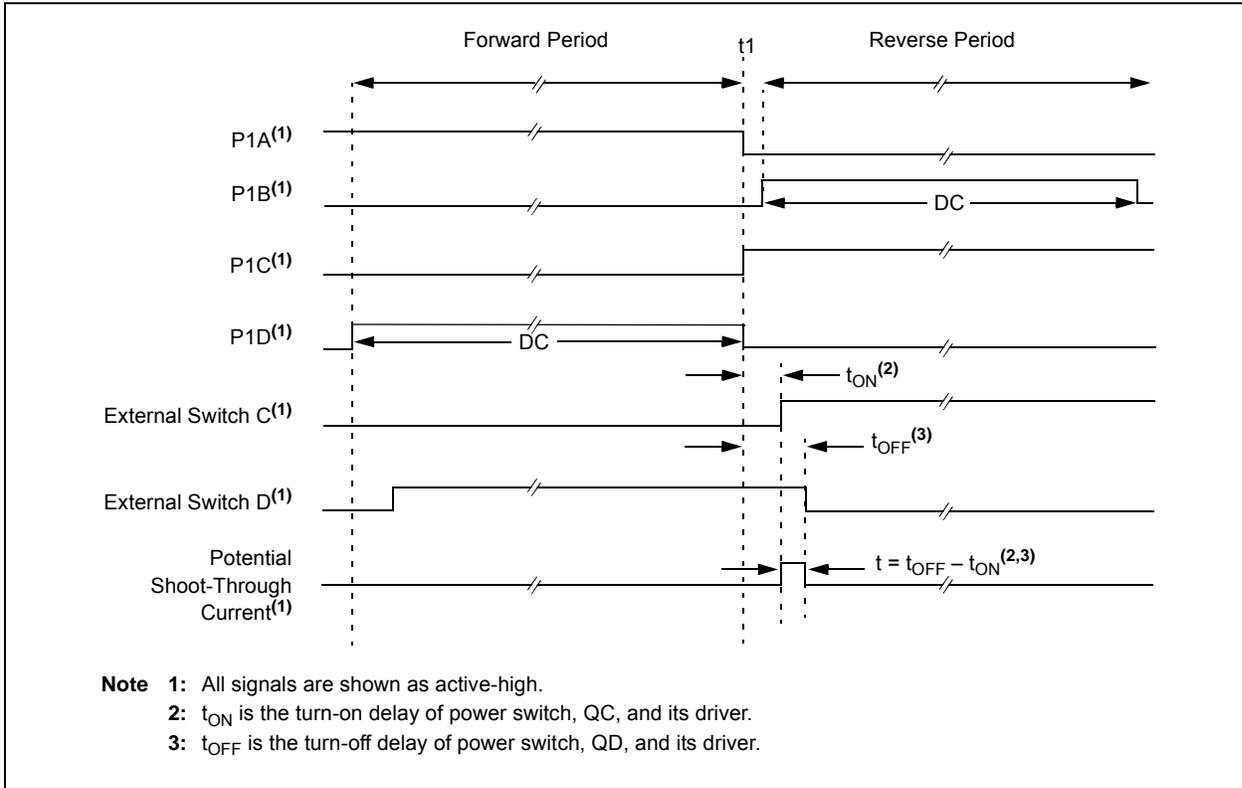 Forward Period
t1
Reverse Period
P1A(1)
P1B(1)
DC
P1C(1)
P1D(1)
DC
tON(2)
External Switch C(1)
tOFF(3)
External Switch D(1)
Potential
Shoot-Through
Current(1)
t = tOFF – tON(2,3)
Note 1: All signals are shown as active-high.
2: tON is the turn-on delay of power switch, QC, and its driver.
3: tOFF is the turn-off delay of power switch, QD, and its driver.